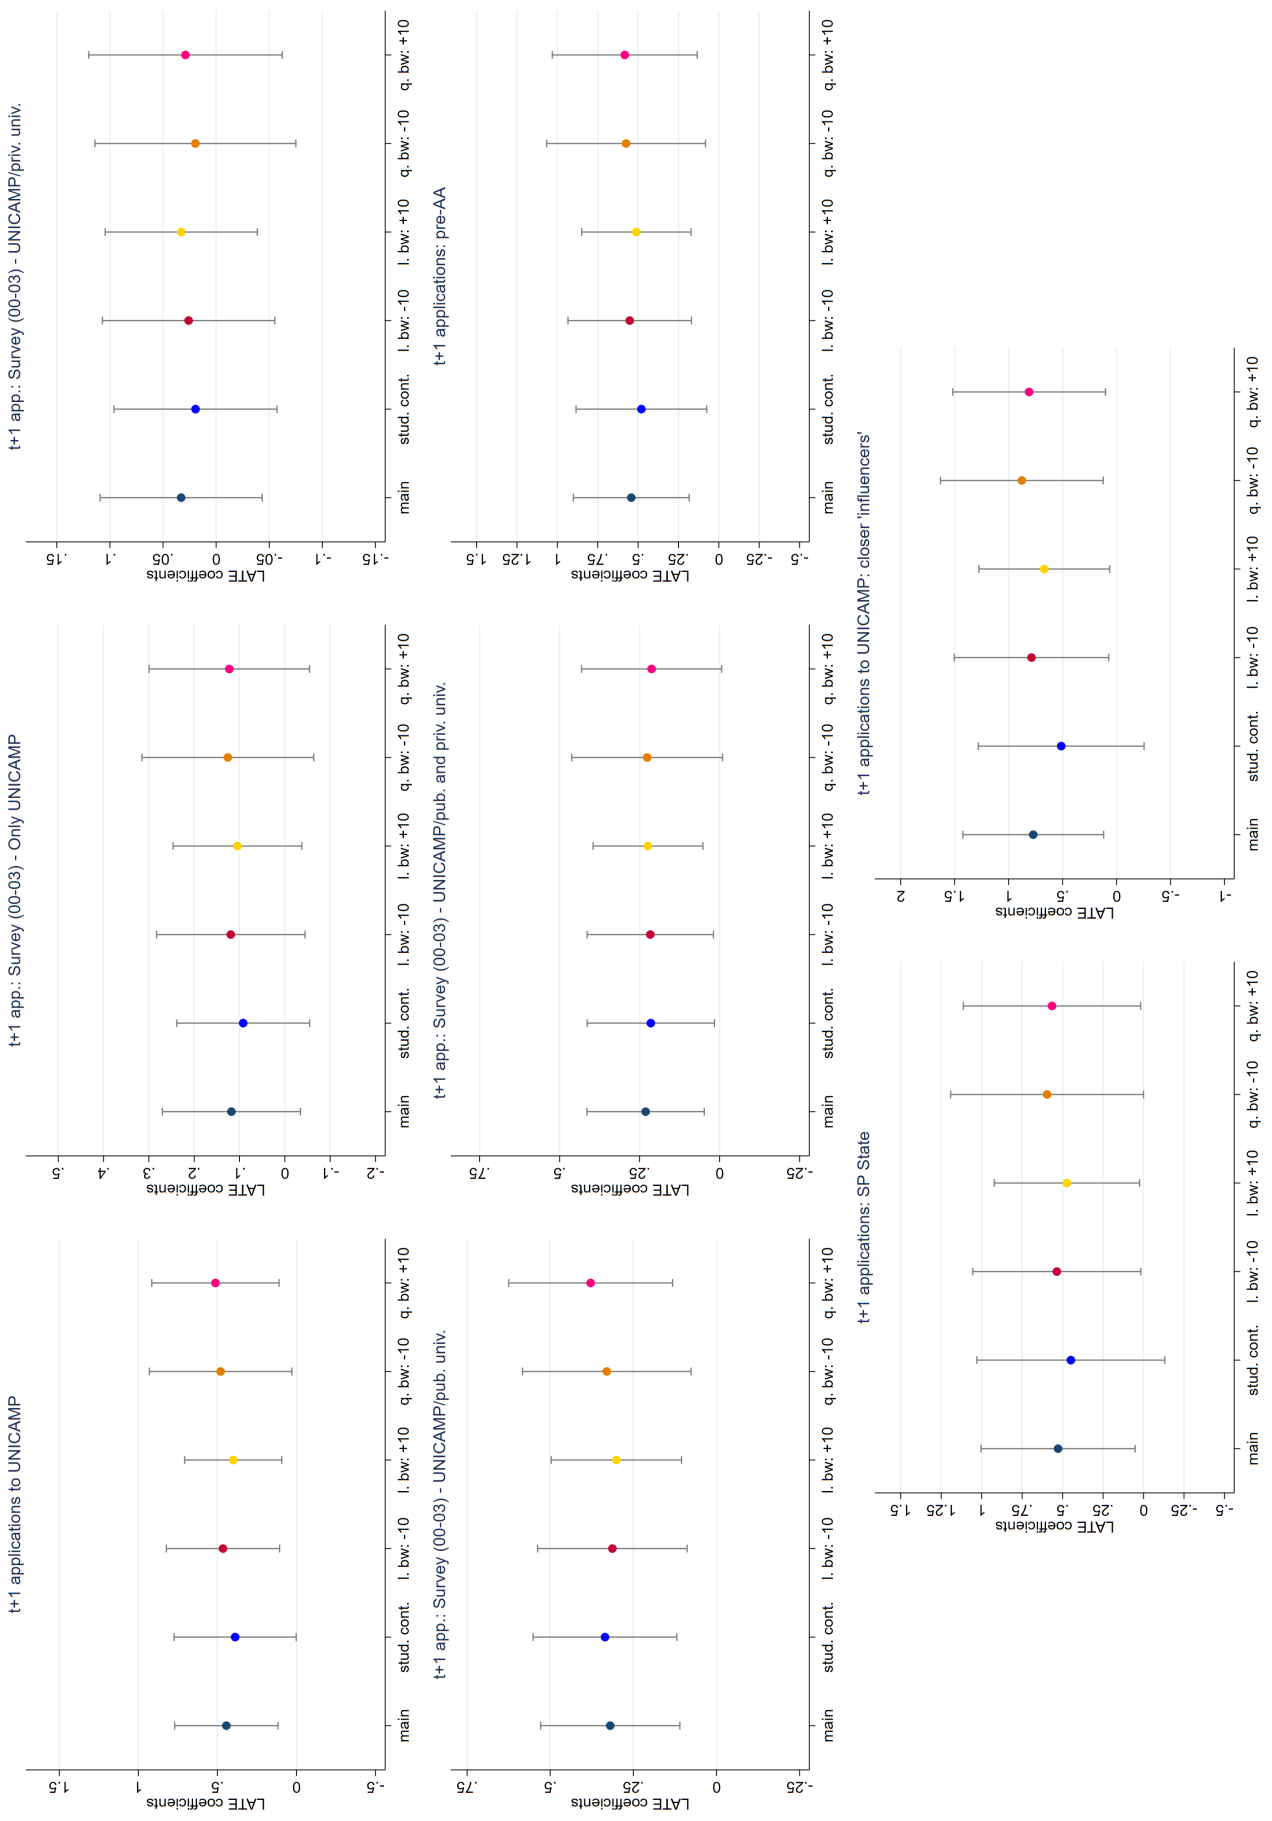 t+1 applications to UNICAMP
LATE coefficients
1.5
1
.5
0
-.5
main
stud. cont.
l. bw: -10
l. bw: +10
q. bw: -10
q. bw: +10
t+1 app.: Survey (00-03) - Only UNICAMP
LATE coefficients
.5
.4
.3
.2
.1
0
-.1
-.2
main
stud. cont.
l. bw: -10
l. bw: +10
q. bw: -10
q. bw: +10
t+1 app.: Survey (00-03) - UNICAMP/priv. univ.
LATE coefficients
.15
.1
.05
0
-.05
-.1
-.15
main
stud. cont.
l. bw: -10
l. bw: +10
q. bw: -10
q. bw: +10
t+1 app.: Survey (00-03) - UNICAMP/pub. univ.
LATE coefficients
.75
.5
.25
0
-.25
main
stud. cont.
l. bw: -10
l. bw: +10
q. bw: -10
q. bw: +10
t+1 app.: Survey (00-03) - UNICAMP/pub. and priv. univ.
LATE coefficients
.75
.5
.25
0
-.25
main
stud. cont.
l. bw: -10
l. bw: +10
q. bw: -10
q. bw: +10
t+1 applications: pre-AA
LATE coefficients
1.5
1.25
1
.75
.5
.25
0
-.25
-.5
main
stud. cont.
l. bw: -10
l. bw: +10
q. bw: -10
q. bw: +10
t+1 applications: SP State
LATE coefficients
1.5
1.25
1
.75
.5
.25
0
-.25
-.5
main
stud. cont.
l. bw: -10
l. bw: +10
q. bw: -10
q. bw: +10
t+1 applications to UNICAMP: closer 'influencers'
LATE coefficients
2
1.5
1
.5
0
-.5
-1
main
stud. cont.
l. bw: -10
l. bw: +10
q. bw: -10
q. bw: +10